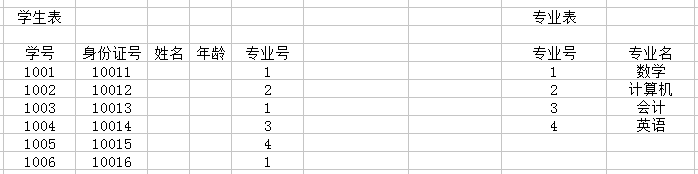 学生表 专业表
学号 身份证号 姓名 年龄 专业号 专业号 专业名
1001 10011 1 1 数学
1002 10012 2 2 计算机
1003 10013 1 3 会计
1004 10014 3 4 英语
1005 10015 4
1006 10016 1